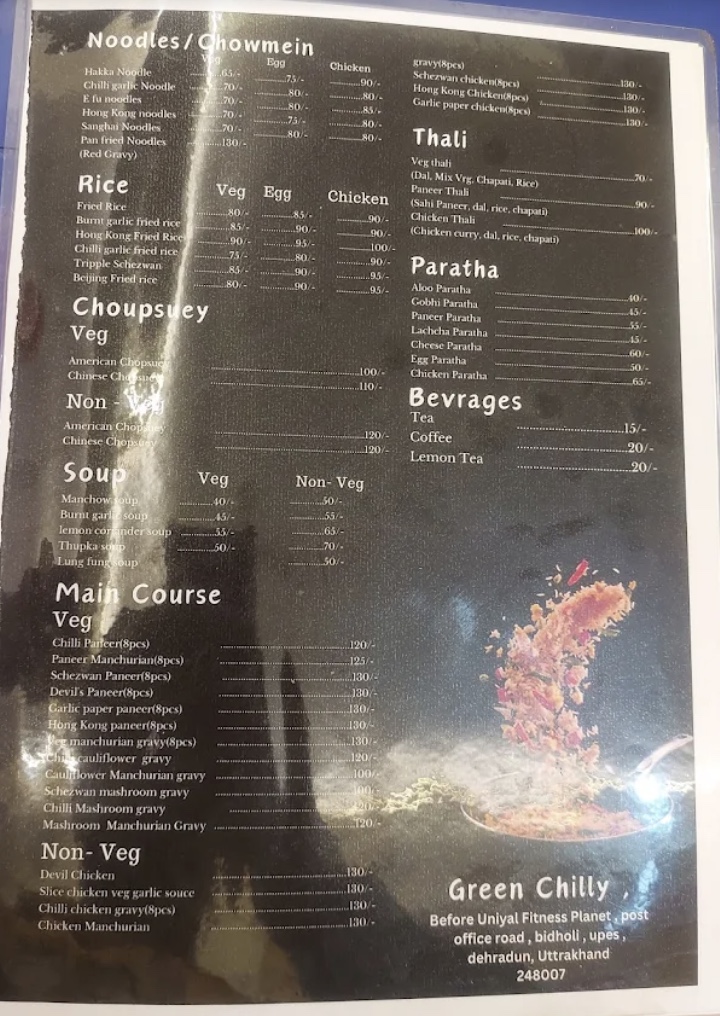 Noodles/Chowmein
Veg Egg Chicken
Hakka Noodle ........65/- ........75/- ........90/-
Chilli garlic Noodle ........70/- ........80/- ........80/-
E fu noodles ........70/- ........80/- ........85/-
Hong Kong noodles ........70/- ........75/- ........80/-
Sanghai Noodles ........70/- ........80/- ........80/-
Pan fried Noodles ........130/-
(Red Gravy)
Rice Veg Egg Chicken
Fried Rice ........80/- ........85/- ........90/-
Burnt garlic fried rice ........85/- ........90/- ........90/-
Hong Kong Fried Rice ........90/- ........95/- ........100/-
Chilli garlic fried rice ........75/- ........80/- ........90/-
Tripple Schezwan ........85/- ........90/- ........95/-
Beijing Fried rice ........80/- ........90/- ........95/-
Choupsuey
Veg
American Chopsuey ........100/-
Chinese Chopsuey ........110/-
Non - Veg
American Chopsuey ........120/-
Chinese Chopsuey ........120/-
Soup Veg Non- Veg
Manchow soup ........40/- ........50/-
Burnt garlic soup ........45/- ........55/-
lemon coriander soup ........55/- ........65/-
Thupka soup ........50/- ........70/-
Lung fung soup ........50/-
Main Course
Veg
Chilli Paneer(8pcs) ........120/-
Paneer Manchurian(8pcs) ........125/-
Schezwan Paneer(8pcs) ........130/-
Devil's Paneer(8pcs) ........130/-
Garlic paper paneer(8pcs) ........130/-
Hong Kong paneer(8pcs) ........130/-
Veg manchurian gravy(8pcs) ........130/-
cauliflower gravy ........120/-
Cauliflower Manchurian gravy ........100/-
Schezwan mashroom gravy ........100/-
Chilli Mashroom gravy ........120/-
Mashroom Manchurian Gravy ........120/-
Non- Veg
Devil Chicken ........130/-
Slice chicken veg garlic souce ........130/-
Chilli chicken gravy(8pcs) ........130/-
Chicken Manchurian ........130/-
gravy(8pcs)
Schezwan chicken(8pcs) ........130/-
Hong Kong Chicken(8pcs) ........130/-
Garlic paper chicken(8pcs) ........130/-
........130/-
Thali
Veg thali ........70/-
(Dal, Mix Vrg, Chapati, Rice)
Paneer Thali ........90/-
(Sahi Paneer, dal, rice, chapati)
Chicken Thali ........100/-
(Chicken curry, dal, rice, chapati)
Paratha
Aloo Paratha ........40/-
Gobhi Paratha ........45/-
Paneer Paratha ........55/-
Lachcha Paratha ........45/-
Cheese Paratha ........60/-
Egg Paratha ........50/-
Chicken Paratha ........65/-
Bevrages
Tea ........15/-
Coffee ........20/-
Lemon Tea ........20/-
Green Chilly ,
Before Uniyal Fitness Planet , post
office road , bidholi , upes ,
dehradun, Uttrakhand
248007